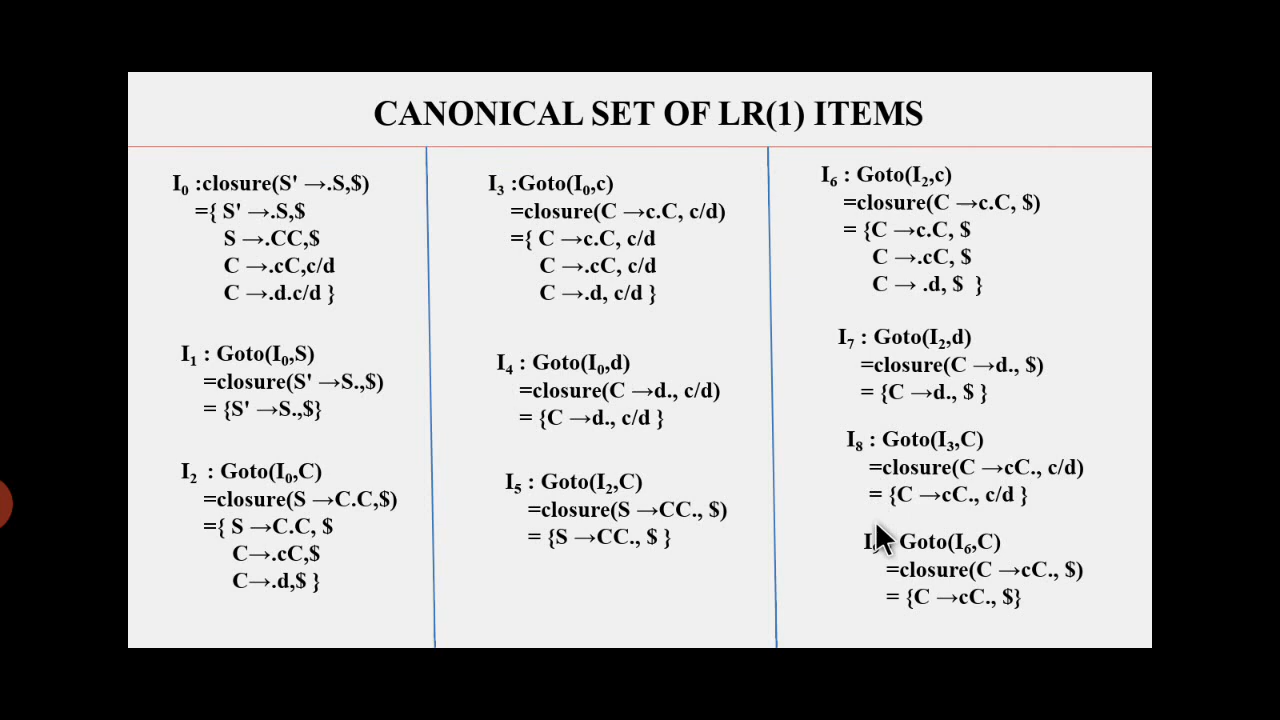 CANONICAL SET OF LR(1) ITEMS
I₀ :closure(S' →.S,$)
={ S' →.S,$
S →.CC,$
C →.cC,c/d
C →.d.c/d }
I₁ : Goto(I₀,S)
=closure(S' →S.,$)
= {S' →S.,$}
I₂ : Goto(I₀,C)
=closure(S →C.C,$)
={ S →C.C, $
C→.cC,$
C→.d,$ }
I₃ :Goto(I₀,c)
=closure(C →c.C, c/d)
={ C →c.C, c/d
C →.cC, c/d
C →.d, c/d }
I₄ : Goto(I₀,d)
=closure(C →d., c/d)
= {C →d., c/d }
I₅ : Goto(I₂,C)
=closure(S →CC., $)
= {S →CC., $ }
I₆ : Goto(I₂,c)
=closure(C →c.C, $)
= {C →c.C, $
C →.cC, $
C → .d, $ }
I₇ : Goto(I₂,d)
=closure(C →d., $)
= {C →d., $ }
I₈ : Goto(I₃,C)
=closure(C →cC., c/d)
= {C →cC., c/d }
Goto(I₆,C)
=closure(C →cC., $)
= {C →cC., $}